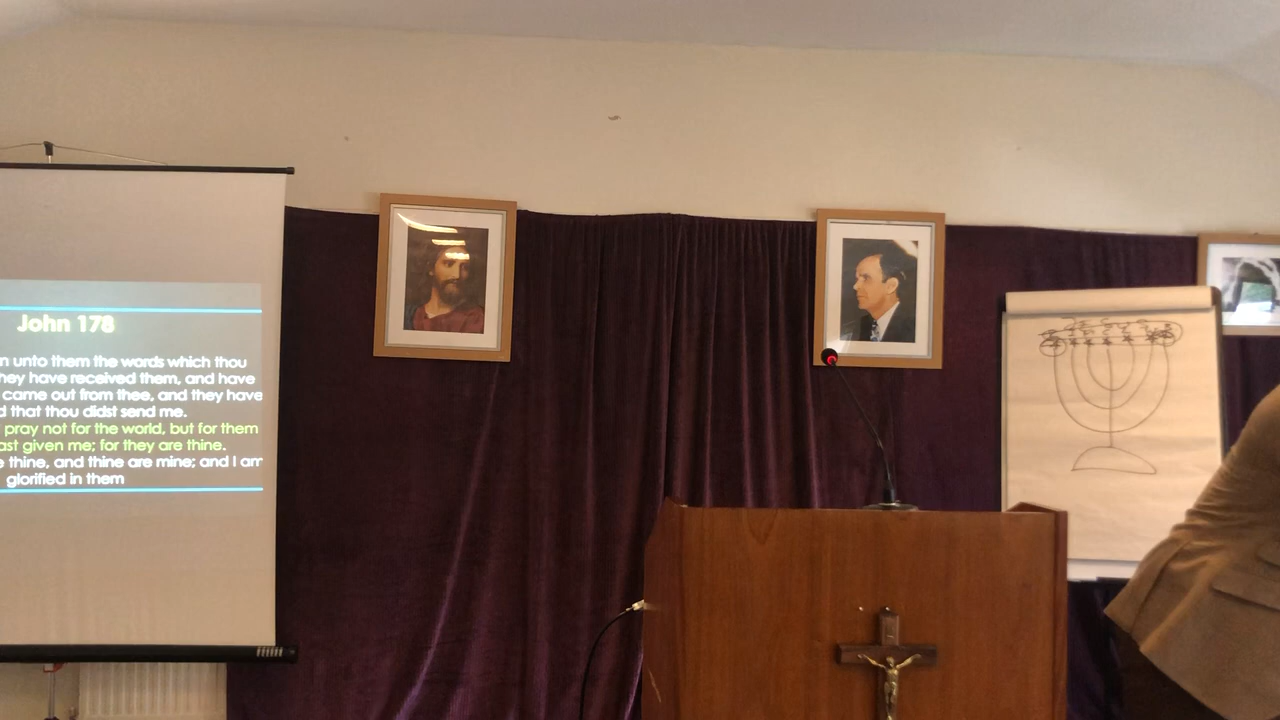 John 178
n unto them the words which thou
hey have received them, and have
came out from thee, and they have
d that thou didst send me.
pray not for the world, but for them
ast given me; for they are thine.
e thine, and thine are mine; and I am
glorified in them